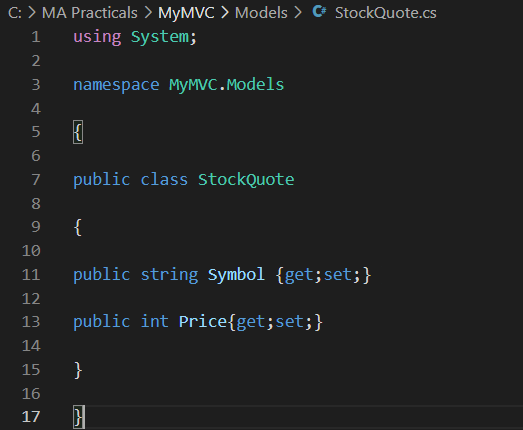 C: > MA Practicals > MyMVC > Models > C# StockQuote.cs
1 using System;
2
3 namespace MyMVC.Models
4
5 {
6
7 public class StockQuote
8
9 {
10
11 public string Symbol {get;set;}
12
13 public int Price{get;set;}
14
15 }
16
17 }